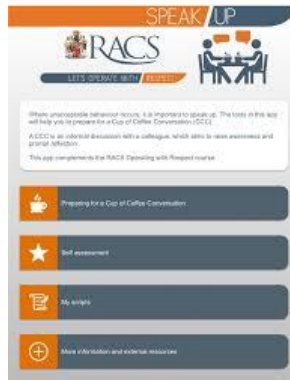 SPEAK UP
RACS
LET'S OPERATE WITH RESPECT
Where unacceptable behaviour occurs, it is important to speak up. The tools in this app
will help you to prepare for a Cup of Coffee Conversation (CCC).
A CCC is an informal discussion with a colleague, which aims to raise awareness and
prompt reflection.
This app complements the RACS Operating with Respect course.
Preparing for a Cup of Coffee Conversation
Self assessment
My scripts
More information and external resources